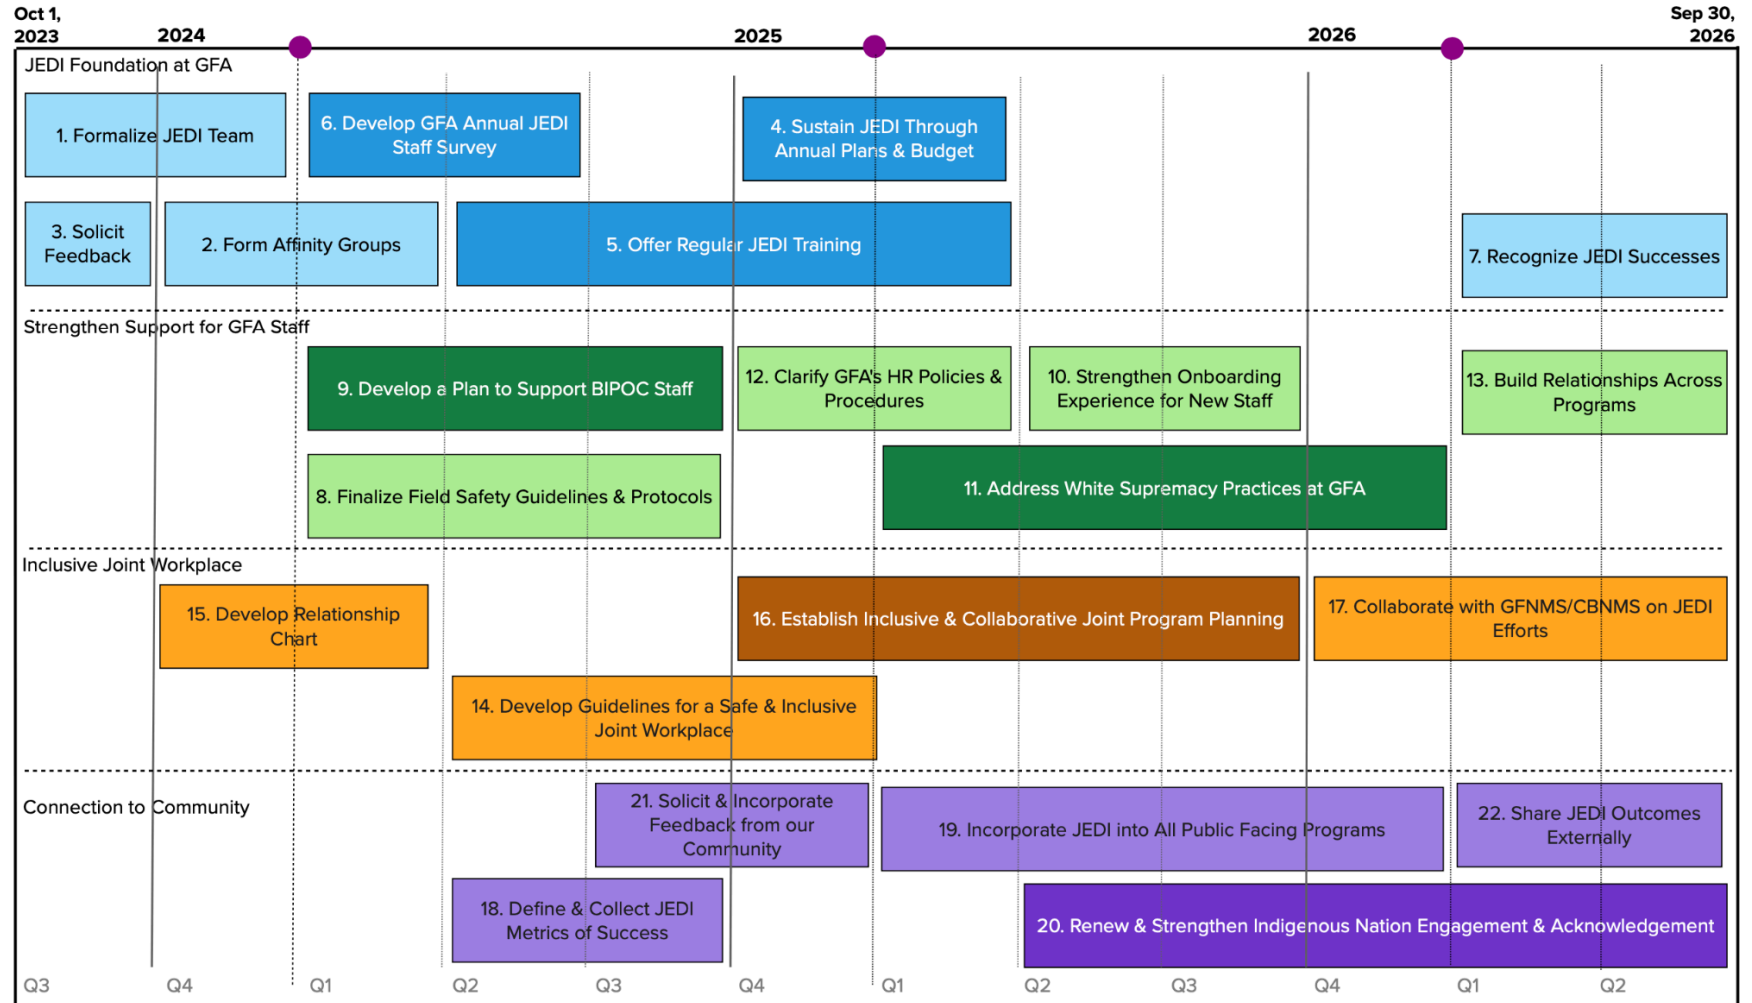 Oct 1,
2023
2024
2025
2026
Sep 30,
2026
JEDI Foundation at GFA
1. Formalize JEDI Team
6. Develop GFA Annual JEDI
Staff Survey
4. Sustain JEDI Through
Annual Plans & Budget
3. Solicit
Feedback
2. Form Affinity Groups
5. Offer Regular JEDI Training
7. Recognize JEDI Successes
Strengthen Support for GFA Staff
9. Develop a Plan to Support BIPOC Staff
12. Clarify GFA's HR Policies &
Procedures
10. Strengthen Onboarding
Experience for New Staff
13. Build Relationships Across
Programs
8. Finalize Field Safety Guidelines & Protocols
11. Address White Supremacy Practices at GFA
Inclusive Joint Workplace
15. Develop Relationship
Chart
16. Establish Inclusive & Collaborative Joint Program Planning
17. Collaborate with GFNMS/CBNMS on JEDI
Efforts
14. Develop Guidelines for a Safe & Inclusive
Joint Workplace
Connection to Community
21. Solicit & Incorporate
Feedback from our
Community
19. Incorporate JEDI into All Public Facing Programs
22. Share JEDI Outcomes
Externally
18. Define & Collect JEDI
Metrics of Success
20. Renew & Strengthen Indigenous Nation Engagement & Acknowledgement
Q3
Q4
Q1
Q2
Q3
Q4
Q1
Q2
Q3
Q4
Q1
Q2